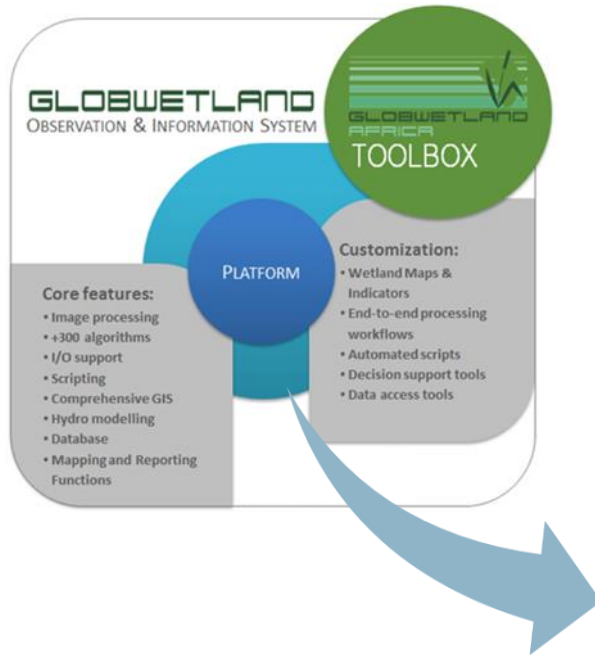 GLOBWETLAND
OBSERVATION & INFORMATION SYSTEM
GLOBWETLAND
AFRICA
TOOLBOX
PLATFORM
Customization:
• Wetland Maps &
Indicators
• End-to-end processing
workflows
• Automated scripts
• Decision support tools
• Data access tools
Core features:
• Image processing
• +300 algorithms
• I/O support
• Scripting
• Comprehensive GIS
• Hydro modelling
• Database
• Mapping and Reporting
Functions